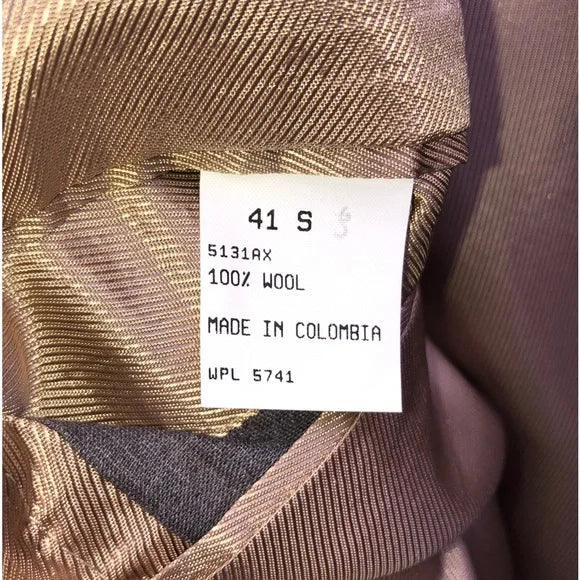 41 S
5131AX
100% WOOL
MADE IN COLOMBIA
WPL 5741